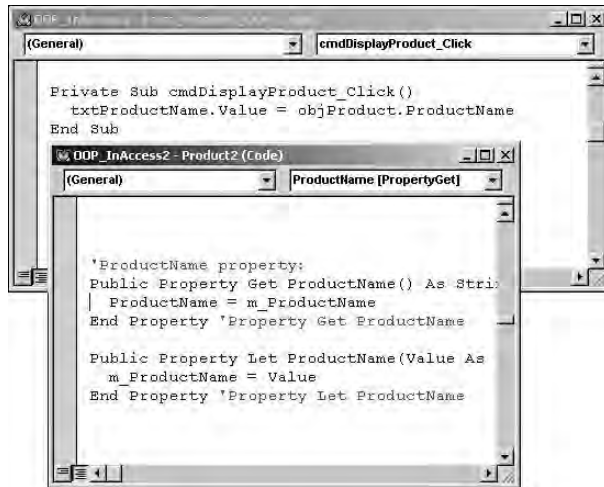 (General) cmdDisplayProduct_Click
Private Sub cmdDisplayProduct_Click()
txtProductName.Value = objProduct.ProductName
End Sub
OOP_InAccess2 - Product2 (Code)
(General) ProductName [PropertyGet]
'ProductName property:
Public Property Get ProductName() As Stri
ProductName = m_ProductName
End Property 'Property Get ProductName
Public Property Let ProductName(Value As
m_ProductName = Value
End Property 'Property Let ProductName